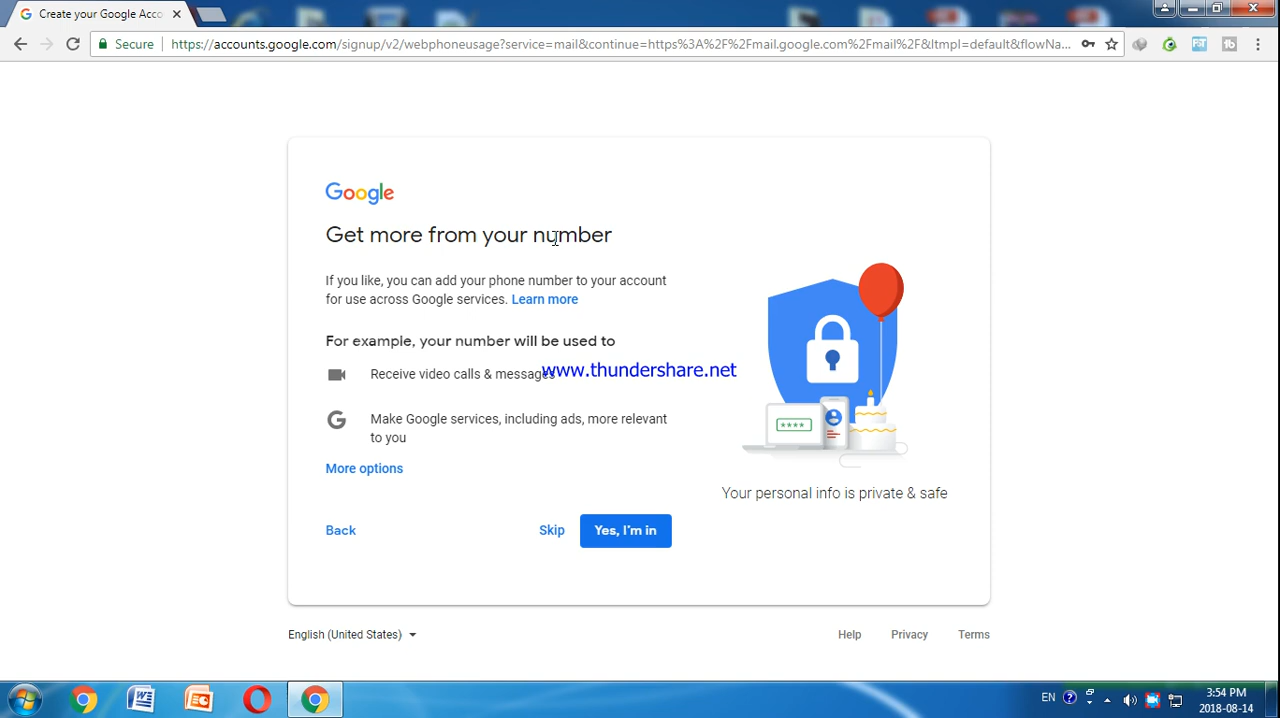 Create your Google Acco
Secure
https://accounts.google.com/signup/v2/webphoneusage?service=mail&continue=https%3A%2F%2Fmail.google.com%2Fmail%2F&ltmpl=default&flowNa...
Google
Get more from your number
If you like, you can add your phone number to your account
for use across Google services. Learn more
For example, your number will be used to
Receive video calls & messages
www.thundershare.net
Make Google services, including ads, more relevant
to you
More options
****
Your personal info is private & safe
Back
Skip
Yes, I'm in
English (United States)
Help
Privacy
Terms
EN
3:54 PM
2018-08-14